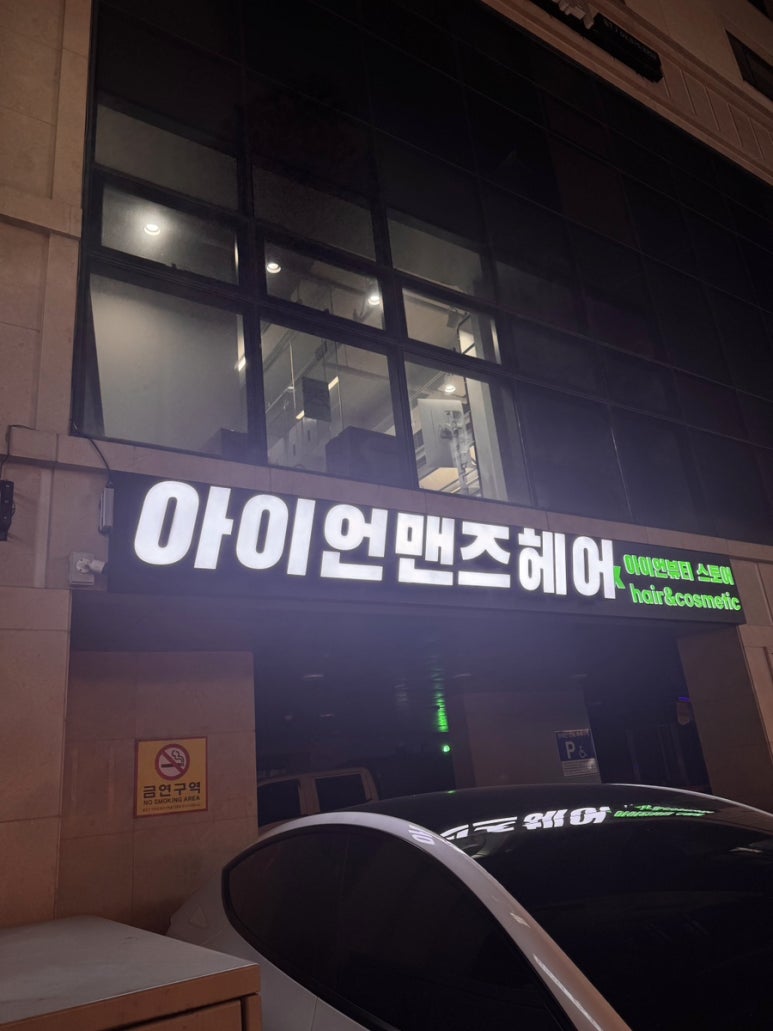 아이언맨즈헤어
아이언뷰티 스토어
hair&cosmetic
금연구역
NO SMOKING AREA
P